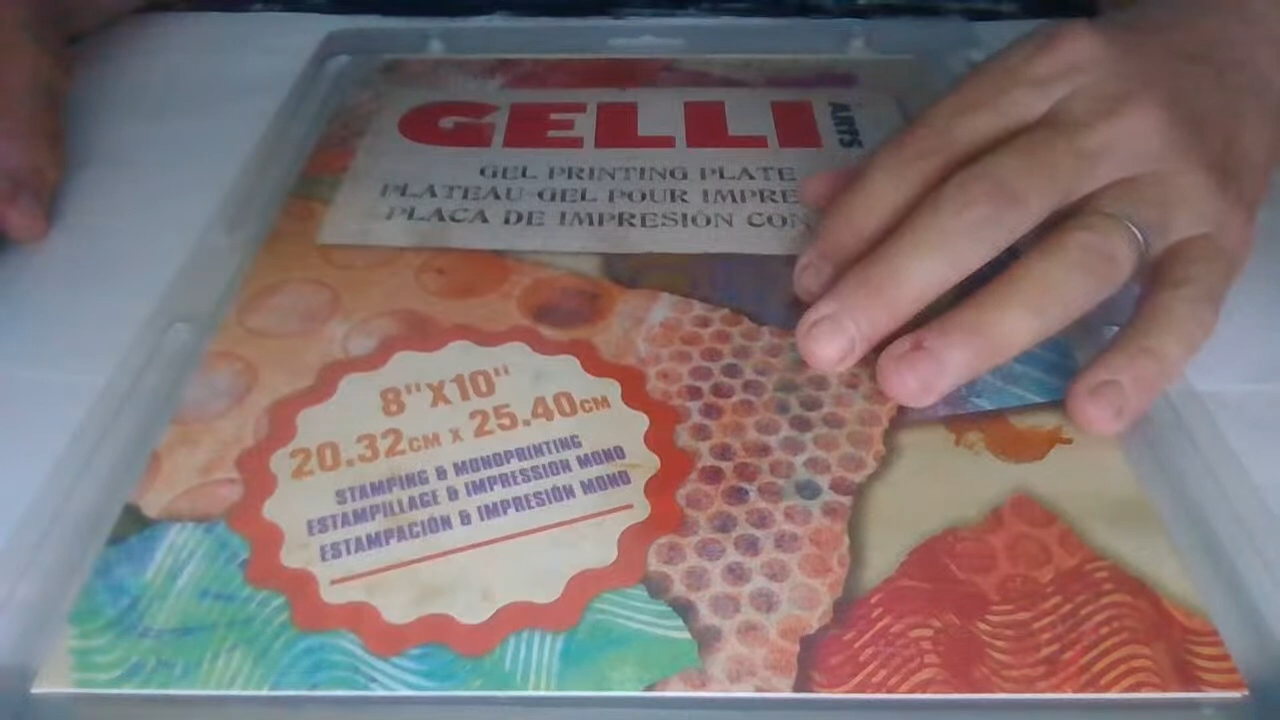 GELLI ARTS
GEL PRINTING PLATE
PLATEAU GEL POUR
PLACA DE IMPRESIÓN CON
8"X10"
20.32CM X 25.40CM
STAMPING & MONOPRINTING
ESTAMPILLAGE & IMPRESSION MONO
ESTAMPACIÓN & IMPRESIÓN MONO